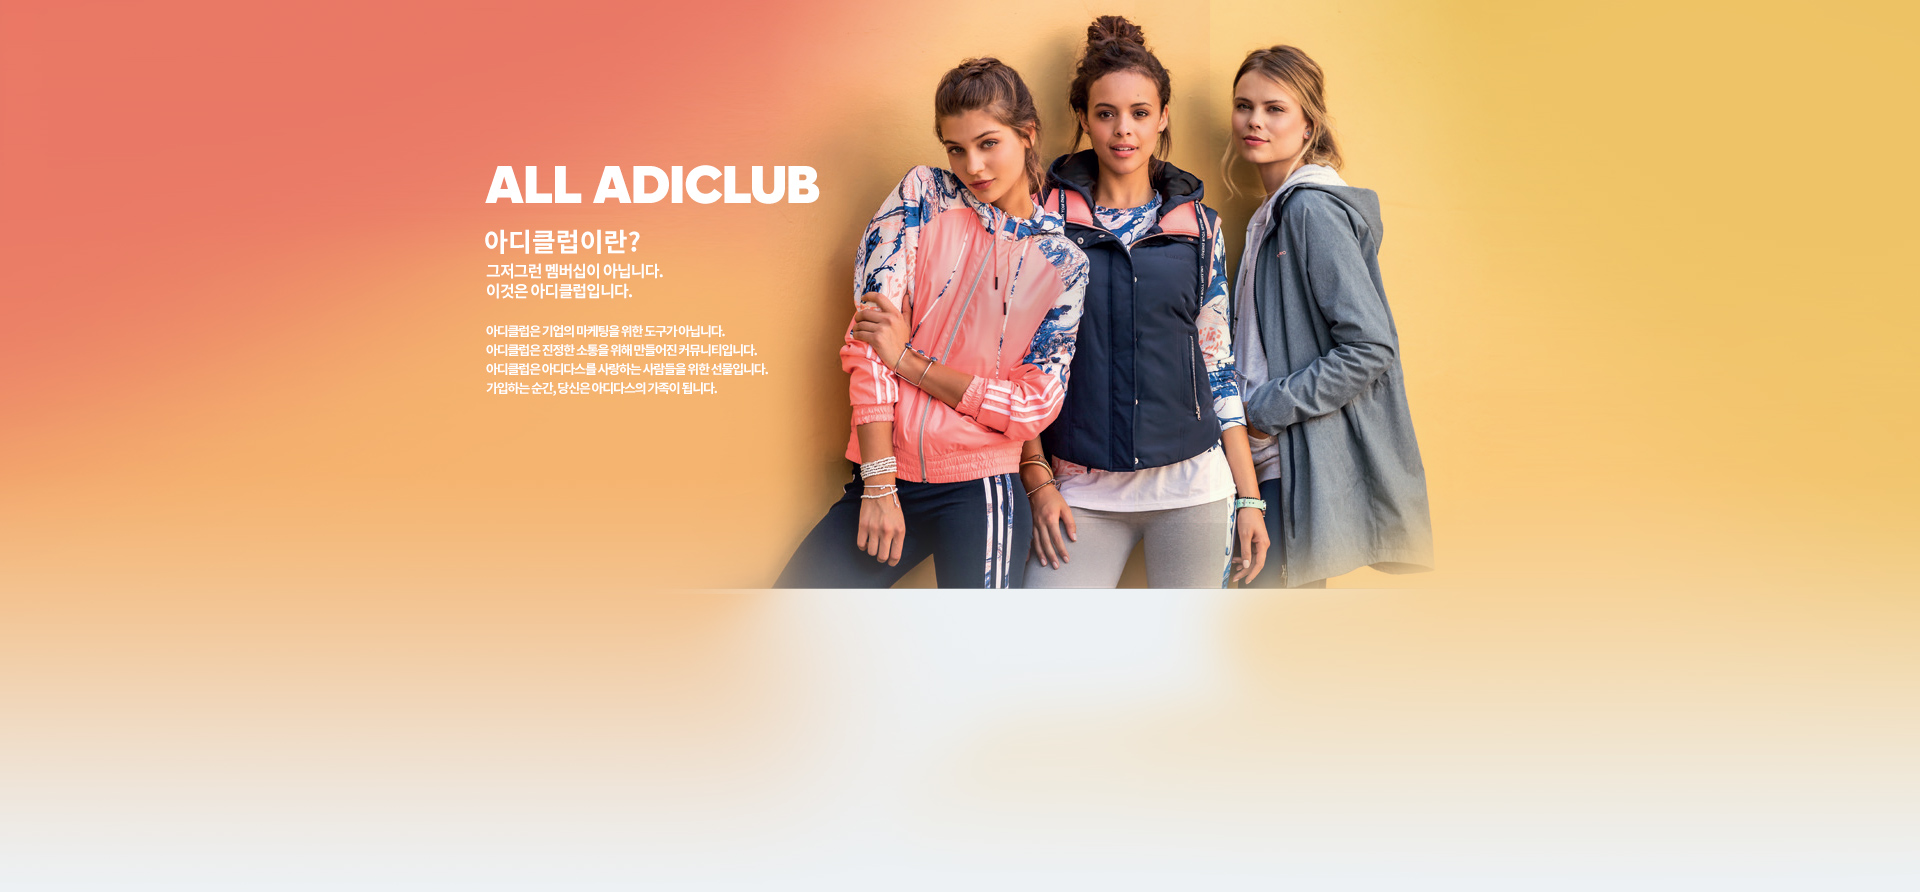 ALL ADICLUB
아디클럽이란?
그저그런 멤버십이 아닙니다.
이것은 아디클럽입니다.
아디클럽은 기업의 마케팅을 위한 도구가 아닙니다.
아디클럽은 진정한 소통을 위해 만들어진 커뮤니티입니다.
아디클럽은 아디다스를 사랑하는 사람들을 위한 선물입니다.
가입하는 순간, 당신은 아디다스의 가족이 됩니다.